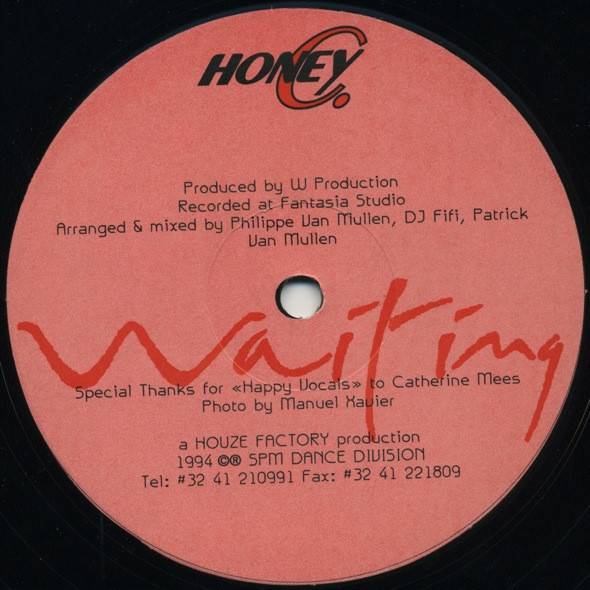 HONEY C.
Produced by W Production
Recorded at Fantasia Studio
Arranged & mixed by Philippe Van Mullen, DJ Fifi, Patrick
Van Mullen
Waiting
Special Thanks for «Happy Vocals» to Catherine Mees
Photo by Manuel Xavier
a HOUZE FACTORY production
1994 ©® SPM DANCE DIVISION
Tel: #32 41 210991 Fax: #32 41 221809